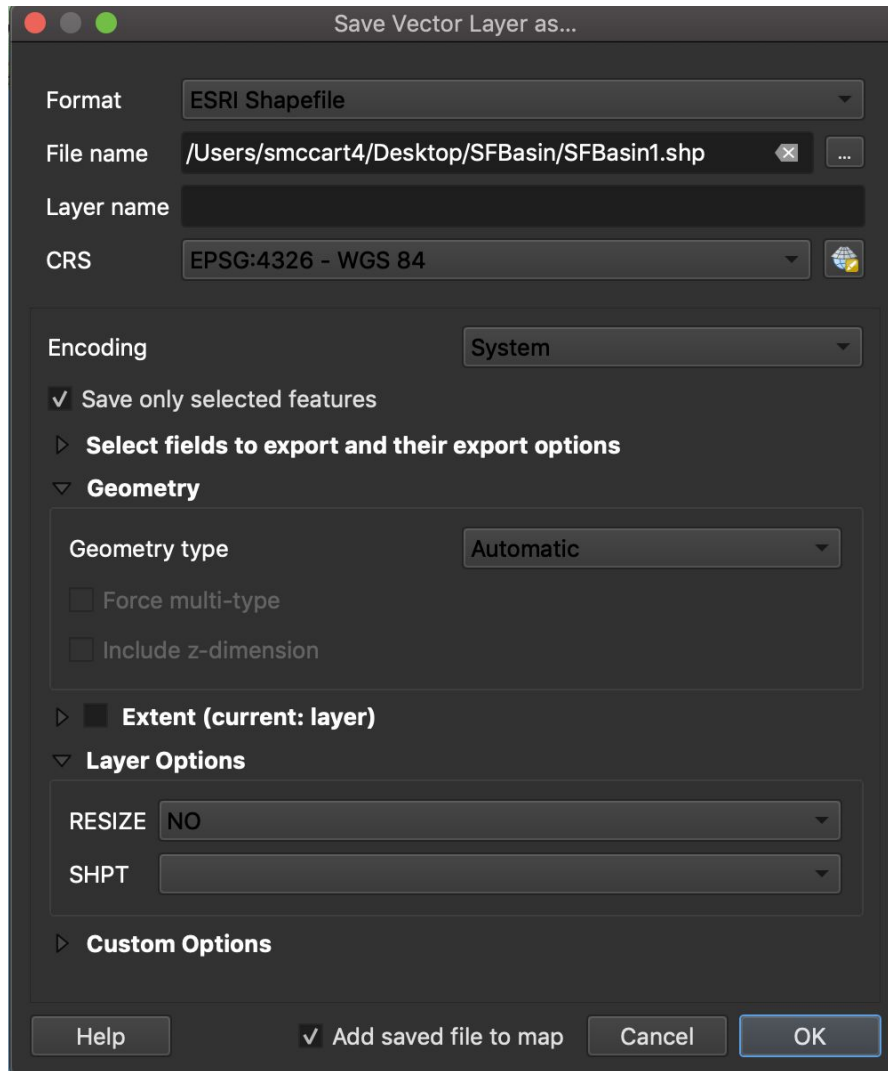 Save Vector Layer as...
Format ESRI Shapefile
File name /Users/smccart4/Desktop/SFBasin/SFBasin1.shp ...
Layer name
CRS EPSG:4326 - WGS 84
Encoding System
Save only selected features
Select fields to export and their export options
Geometry
Geometry type Automatic
Force multi-type
Include z-dimension
Extent (current: layer)
Layer Options
RESIZE NO
SHPT
Custom Options
Help Add saved file to map Cancel OK